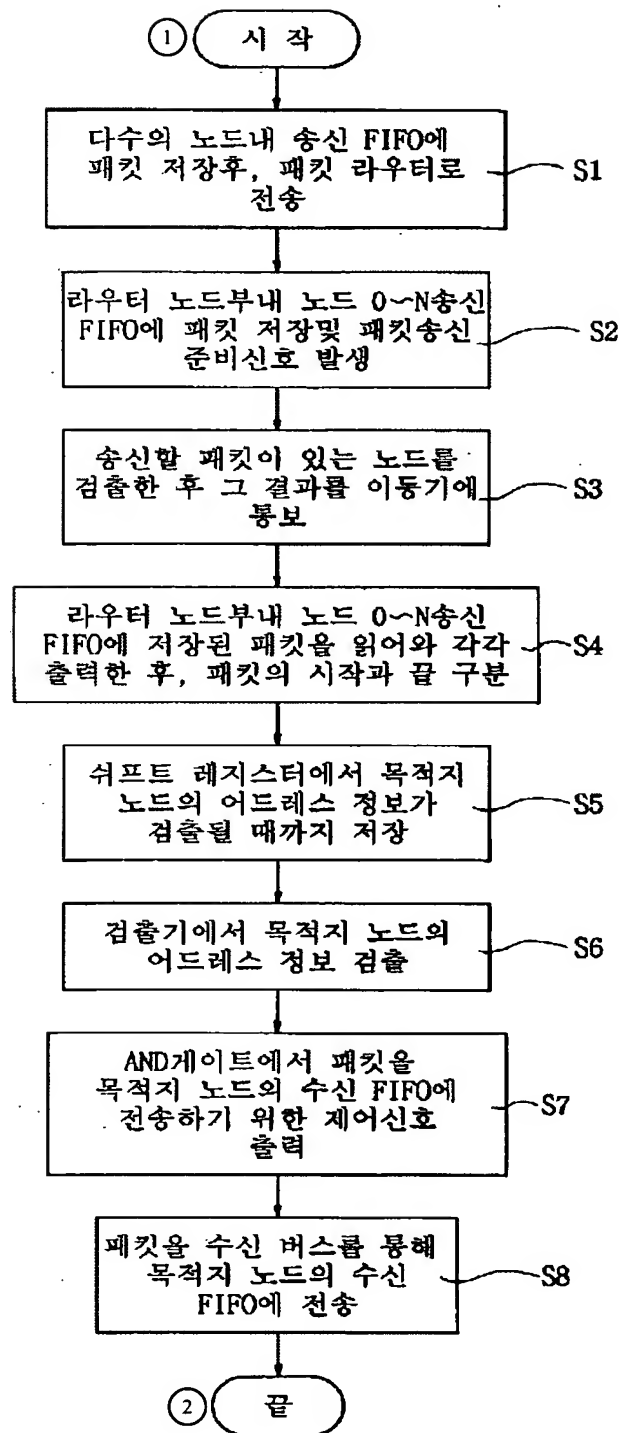 ① 시 작
다수의 노드내 송신 FIFO에
패킷 저장후, 패킷 라우터로
전송
S1
라우터 노드부내 노드 0~N송신
FIFO에 패킷 저장및 패킷송신
준비신호 발생
S2
송신할 패킷이 있는 노드를
검출한 후 그 결과를 이동기에
통보
S3
라우터 노드부내 노드 0~N송신
FIFO에 저장된 패킷을 읽어와 각각
출력한 후, 패킷의 시작과 끝 구분
S4
쉬프트 레지스터에서 목적지
노드의 어드레스 정보가
검출될 때까지 저장
S5
검출기에서 목적지 노드의
어드레스 정보 검출
S6
AND게이트에서 패킷을
목적지 노드의 수신 FIFO에
전송하기 위한 제어신호
출력
S7
패킷을 수신 버스를 통해
목적지 노드의 수신
FIFO에 전송
S8
② 끝